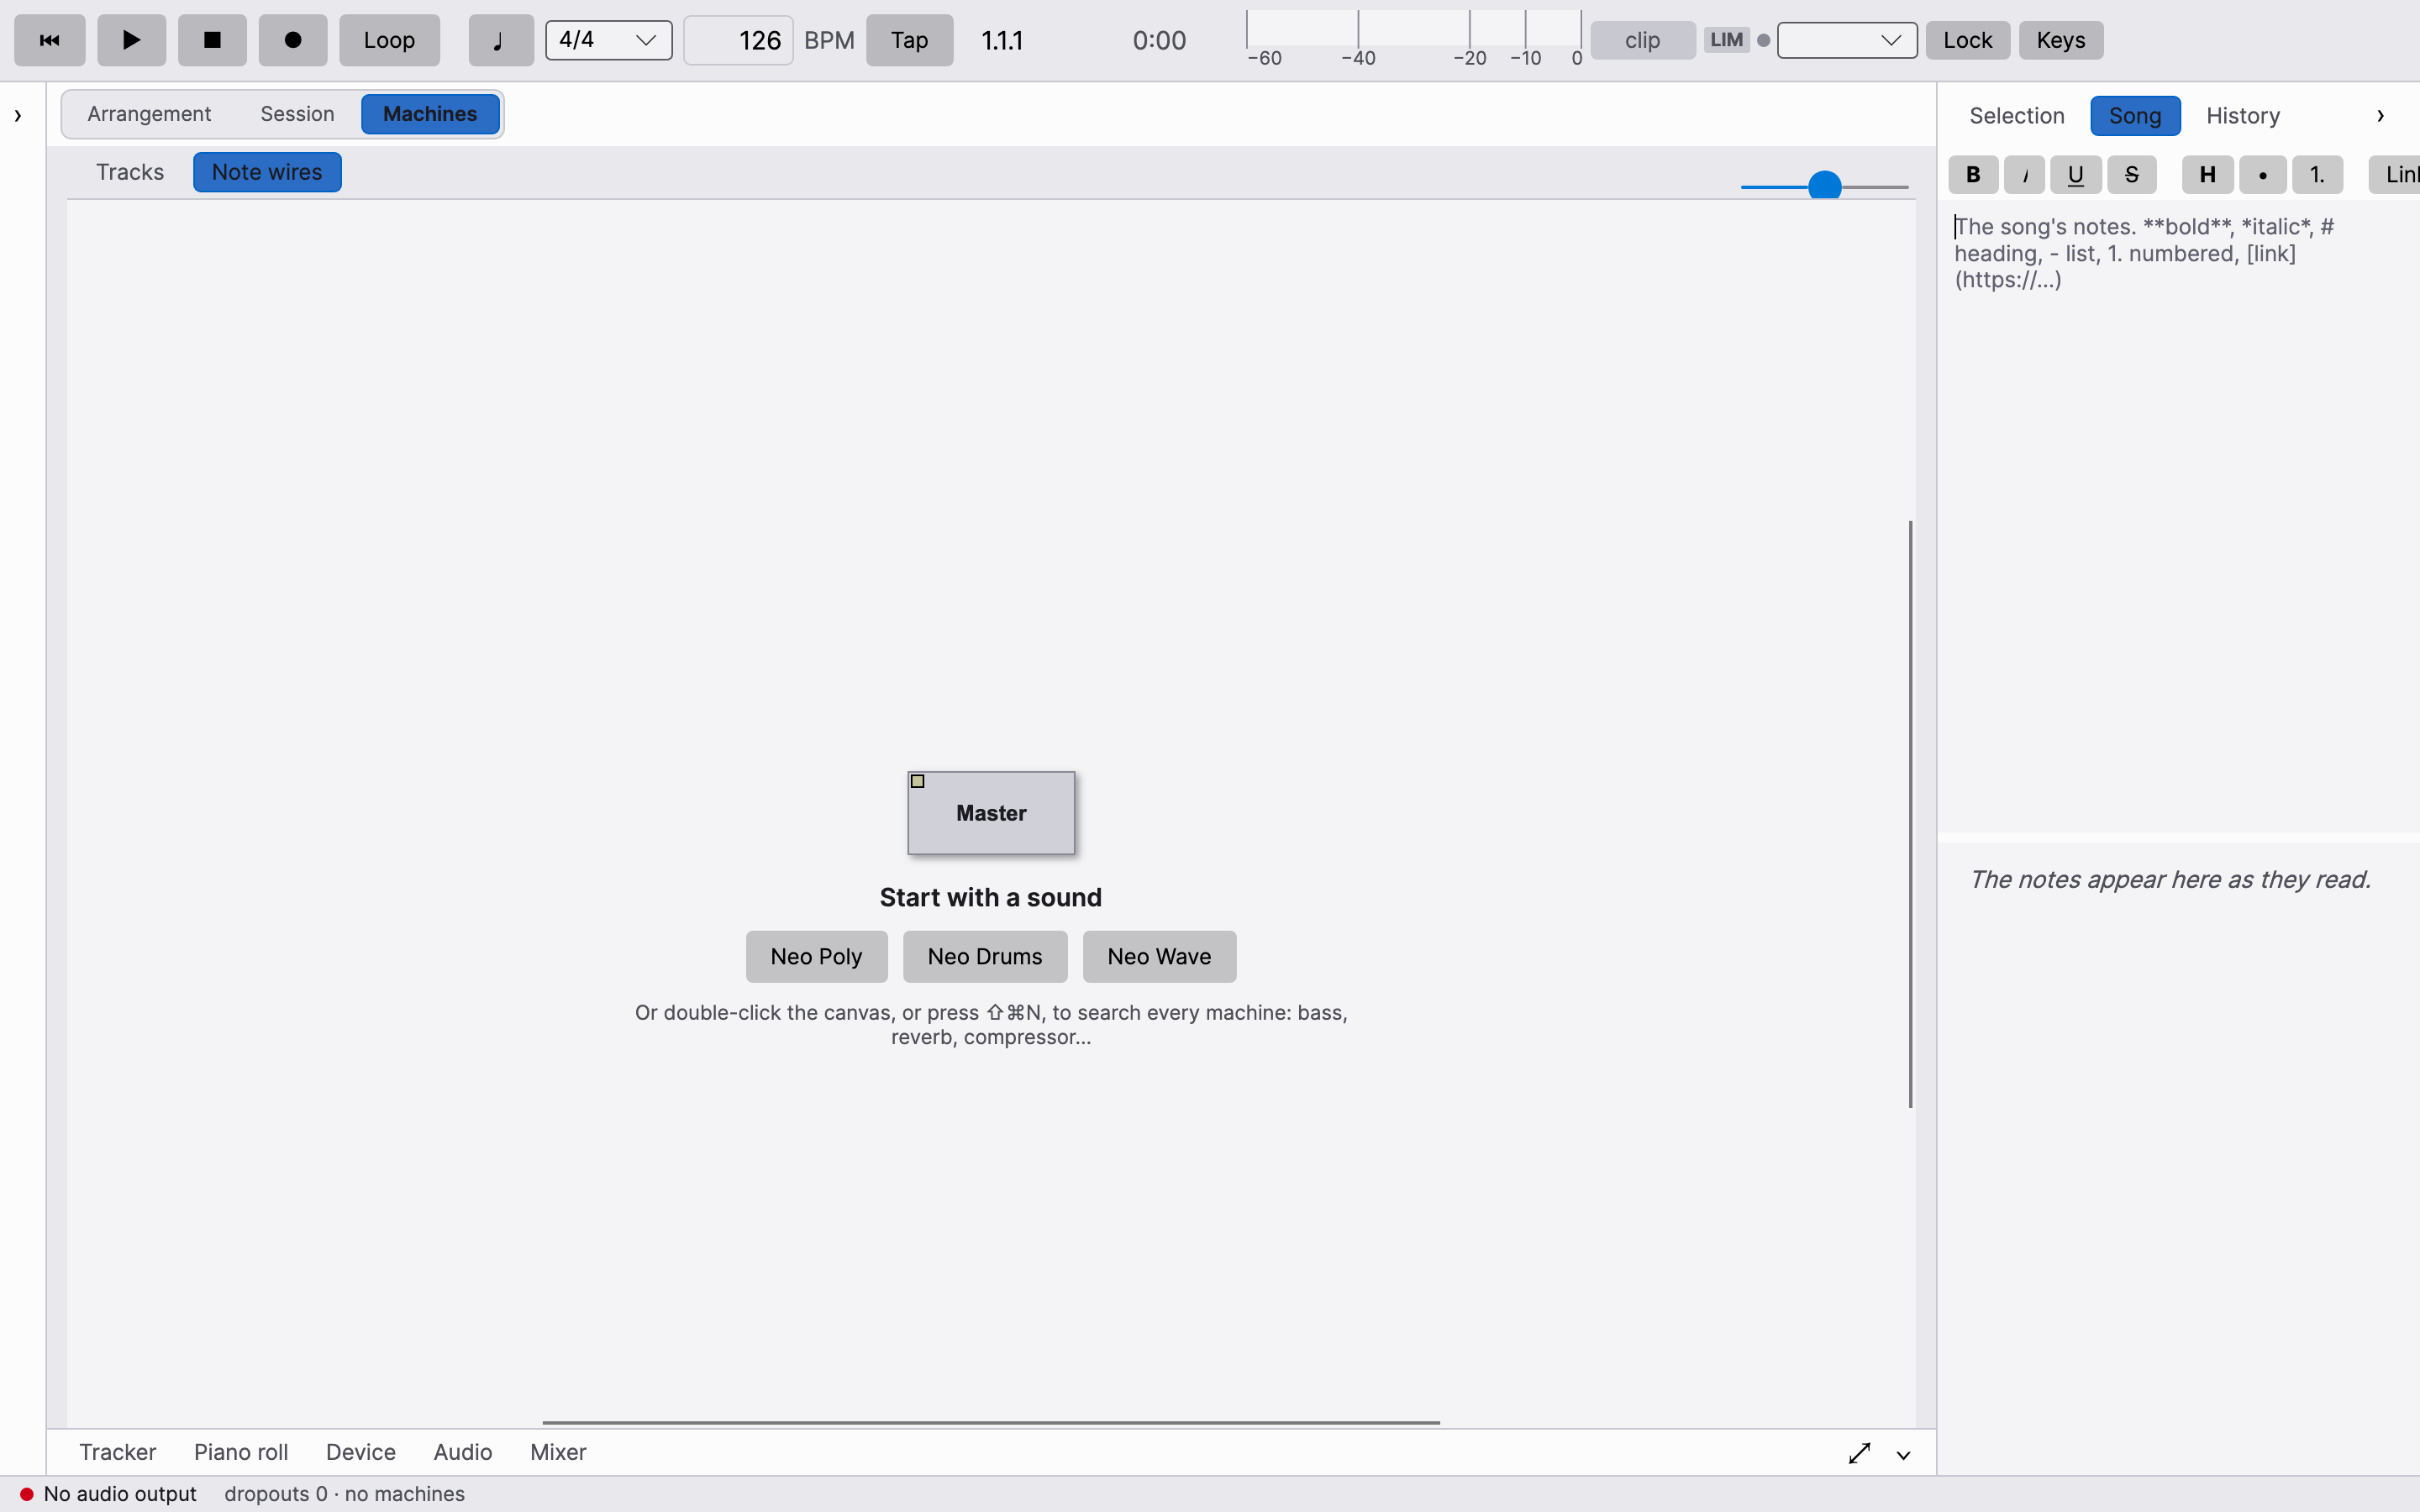 Loop
4/4
126
BPM
Tap
1.1.1
0:00
−60
−40
−20
−10
0
clip
LIM
Lock
Keys
Arrangement
Session
Machines
Selection
Song
History
Tracks
Note wires
B
I
U
S
H
•
1.
Linl
The song's notes. **bold**, *italic*, #
heading, - list, 1. numbered, [link]
(https://...)
Master
Start with a sound
Neo Poly
Neo Drums
Neo Wave
Or double-click the canvas, or press ⇧⌘N, to search every machine: bass,
reverb, compressor...
The notes appear here as they read.
Tracker
Piano roll
Device
Audio
Mixer
No audio output
dropouts 0 · no machines